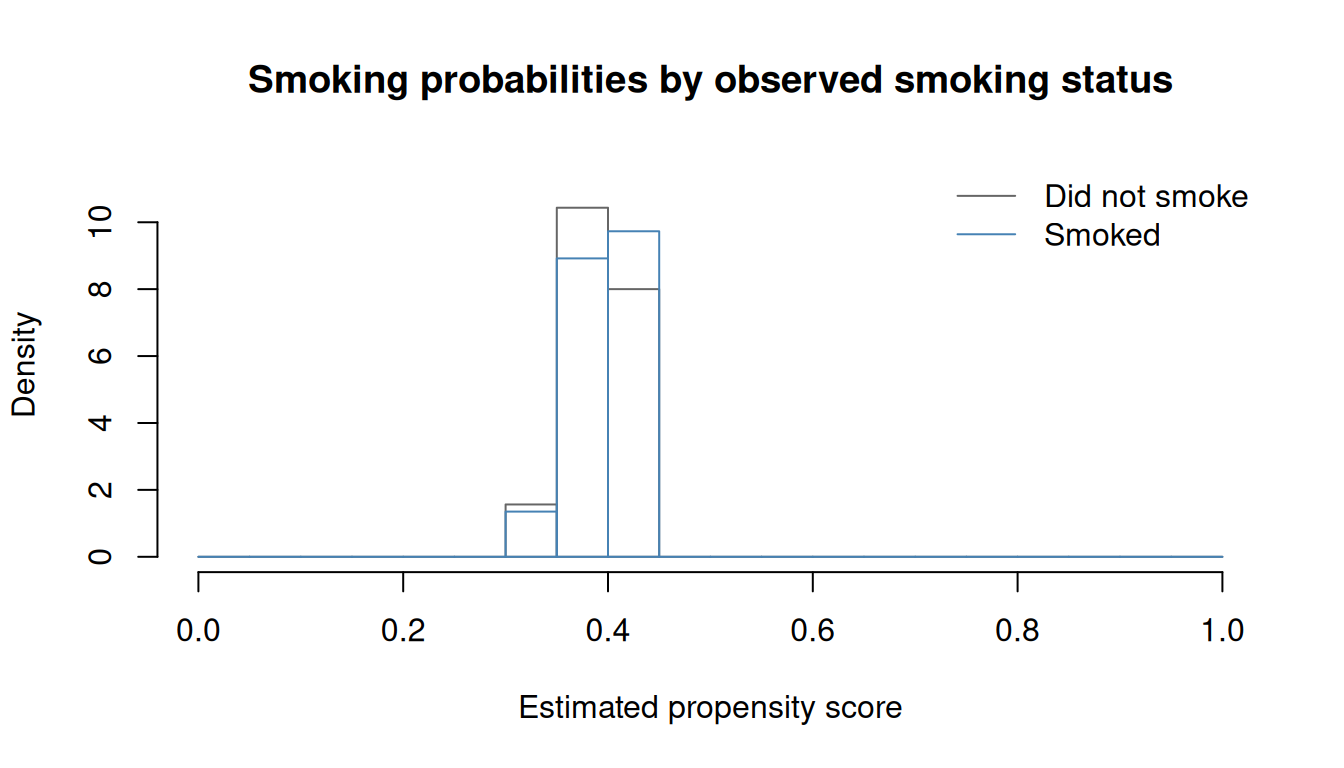 Smoking probabilities by observed smoking status
Did not smoke
Smoked
Density
10
8
6
4
2
0
0.0 0.2 0.4 0.6 0.8 1.0
Estimated propensity score